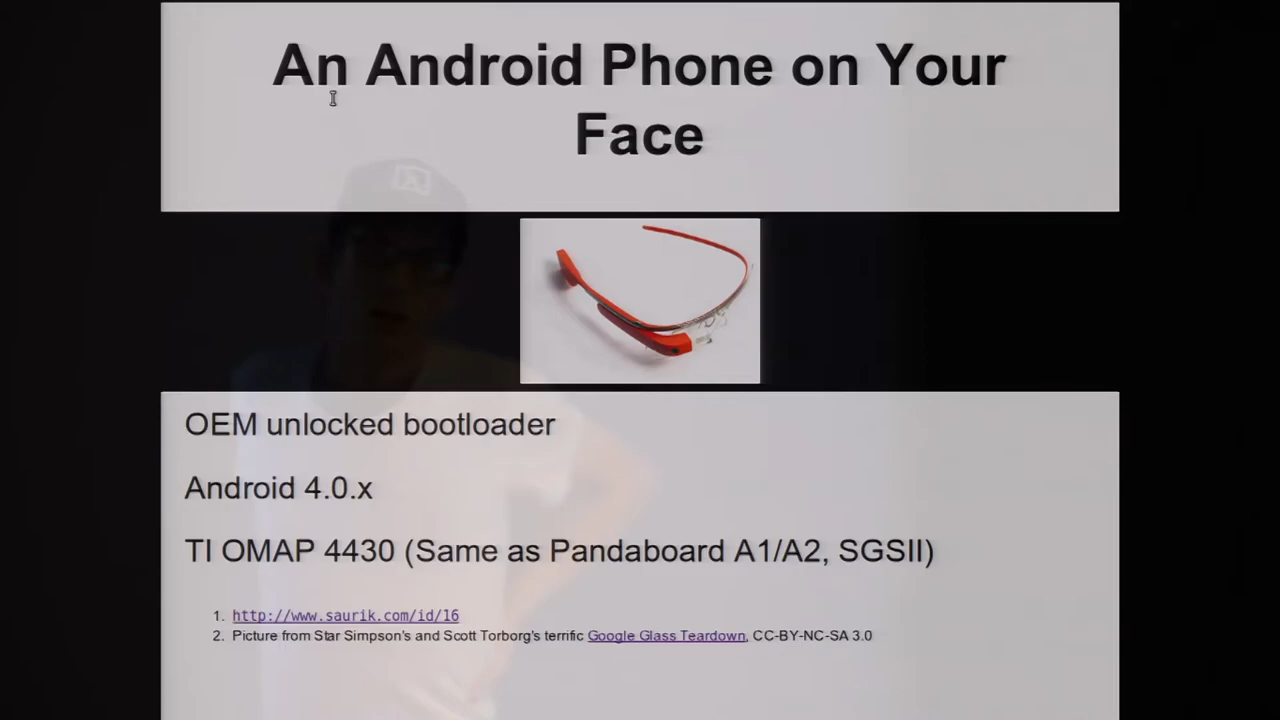 An Android Phone on Your
Face
OEM unlocked bootloader
Android 4.0.x
TI OMAP 4430 (Same as Pandaboard A1/A2, SGSII)
1. http://www.saurik.com/id/16
2. Picture from Star Simpson's and Scott Torborg's terrific Google Glass Teardown, CC-BY-NC-SA 3.0